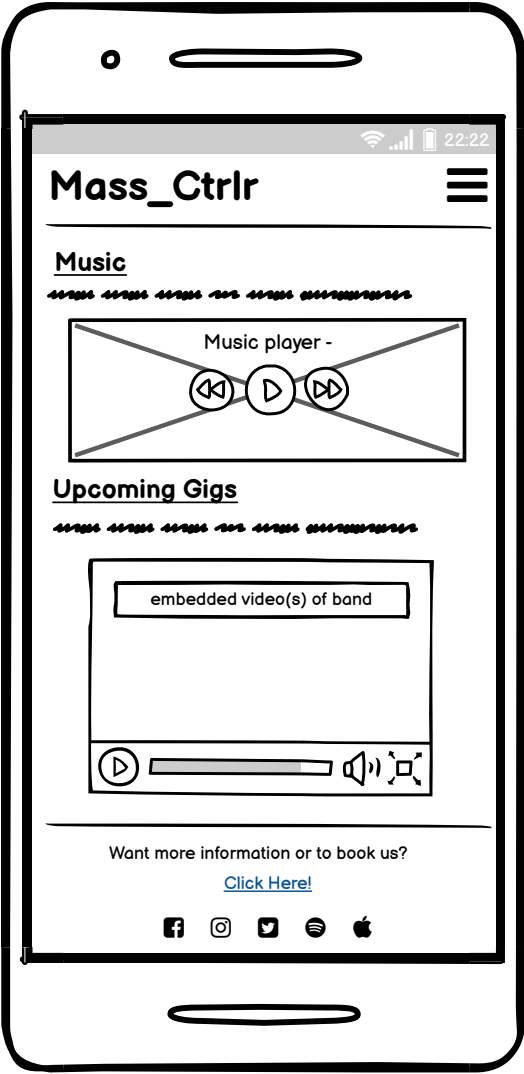 22:22
Mass_Ctrlr
Music
Music player -
Upcoming Gigs
embedded video(s) of band
Want more information or to book us?
Click Here!